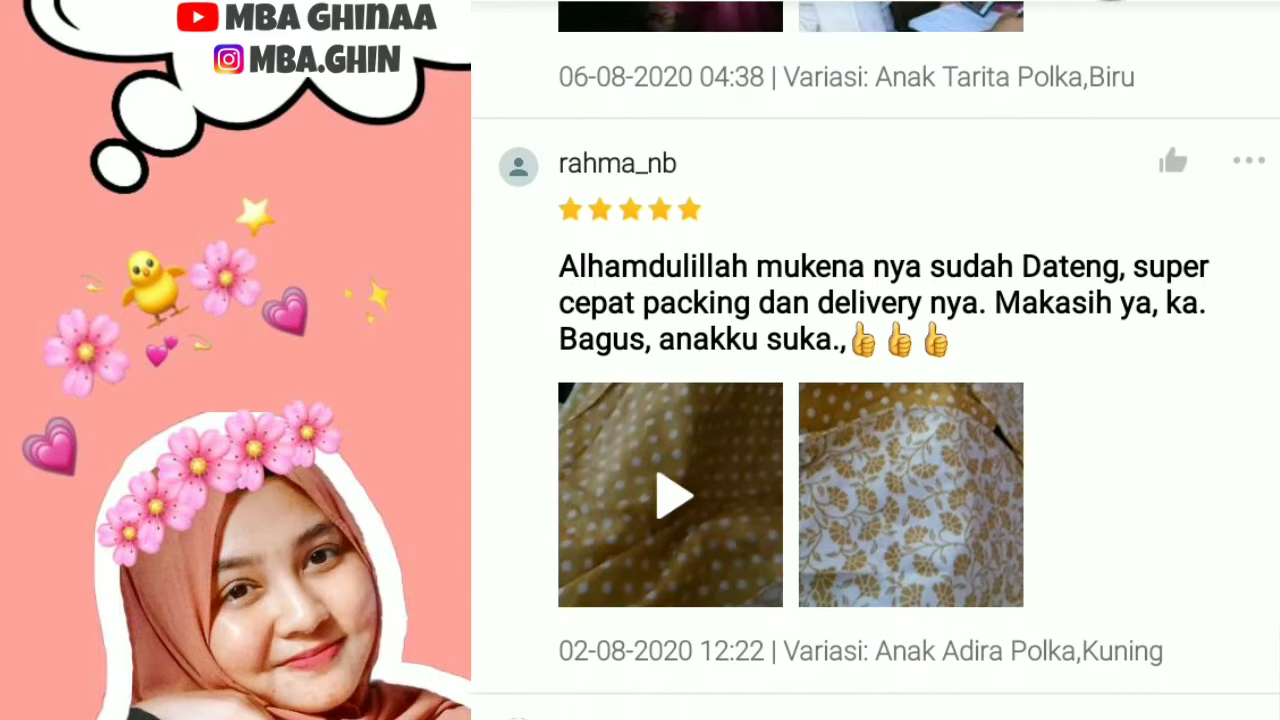 MBA GHINAA
MBA.GHIN
06-08-2020 04:38 | Variasi: Anak Tarita Polka,Biru
rahma_nb
Alhamdulillah mukena nya sudah Dateng, super
cepat packing dan delivery nya. Makasih ya, ka.
Bagus, anakku suka.,👍👍👍
02-08-2020 12:22 | Variasi: Anak Adira Polka,Kuning